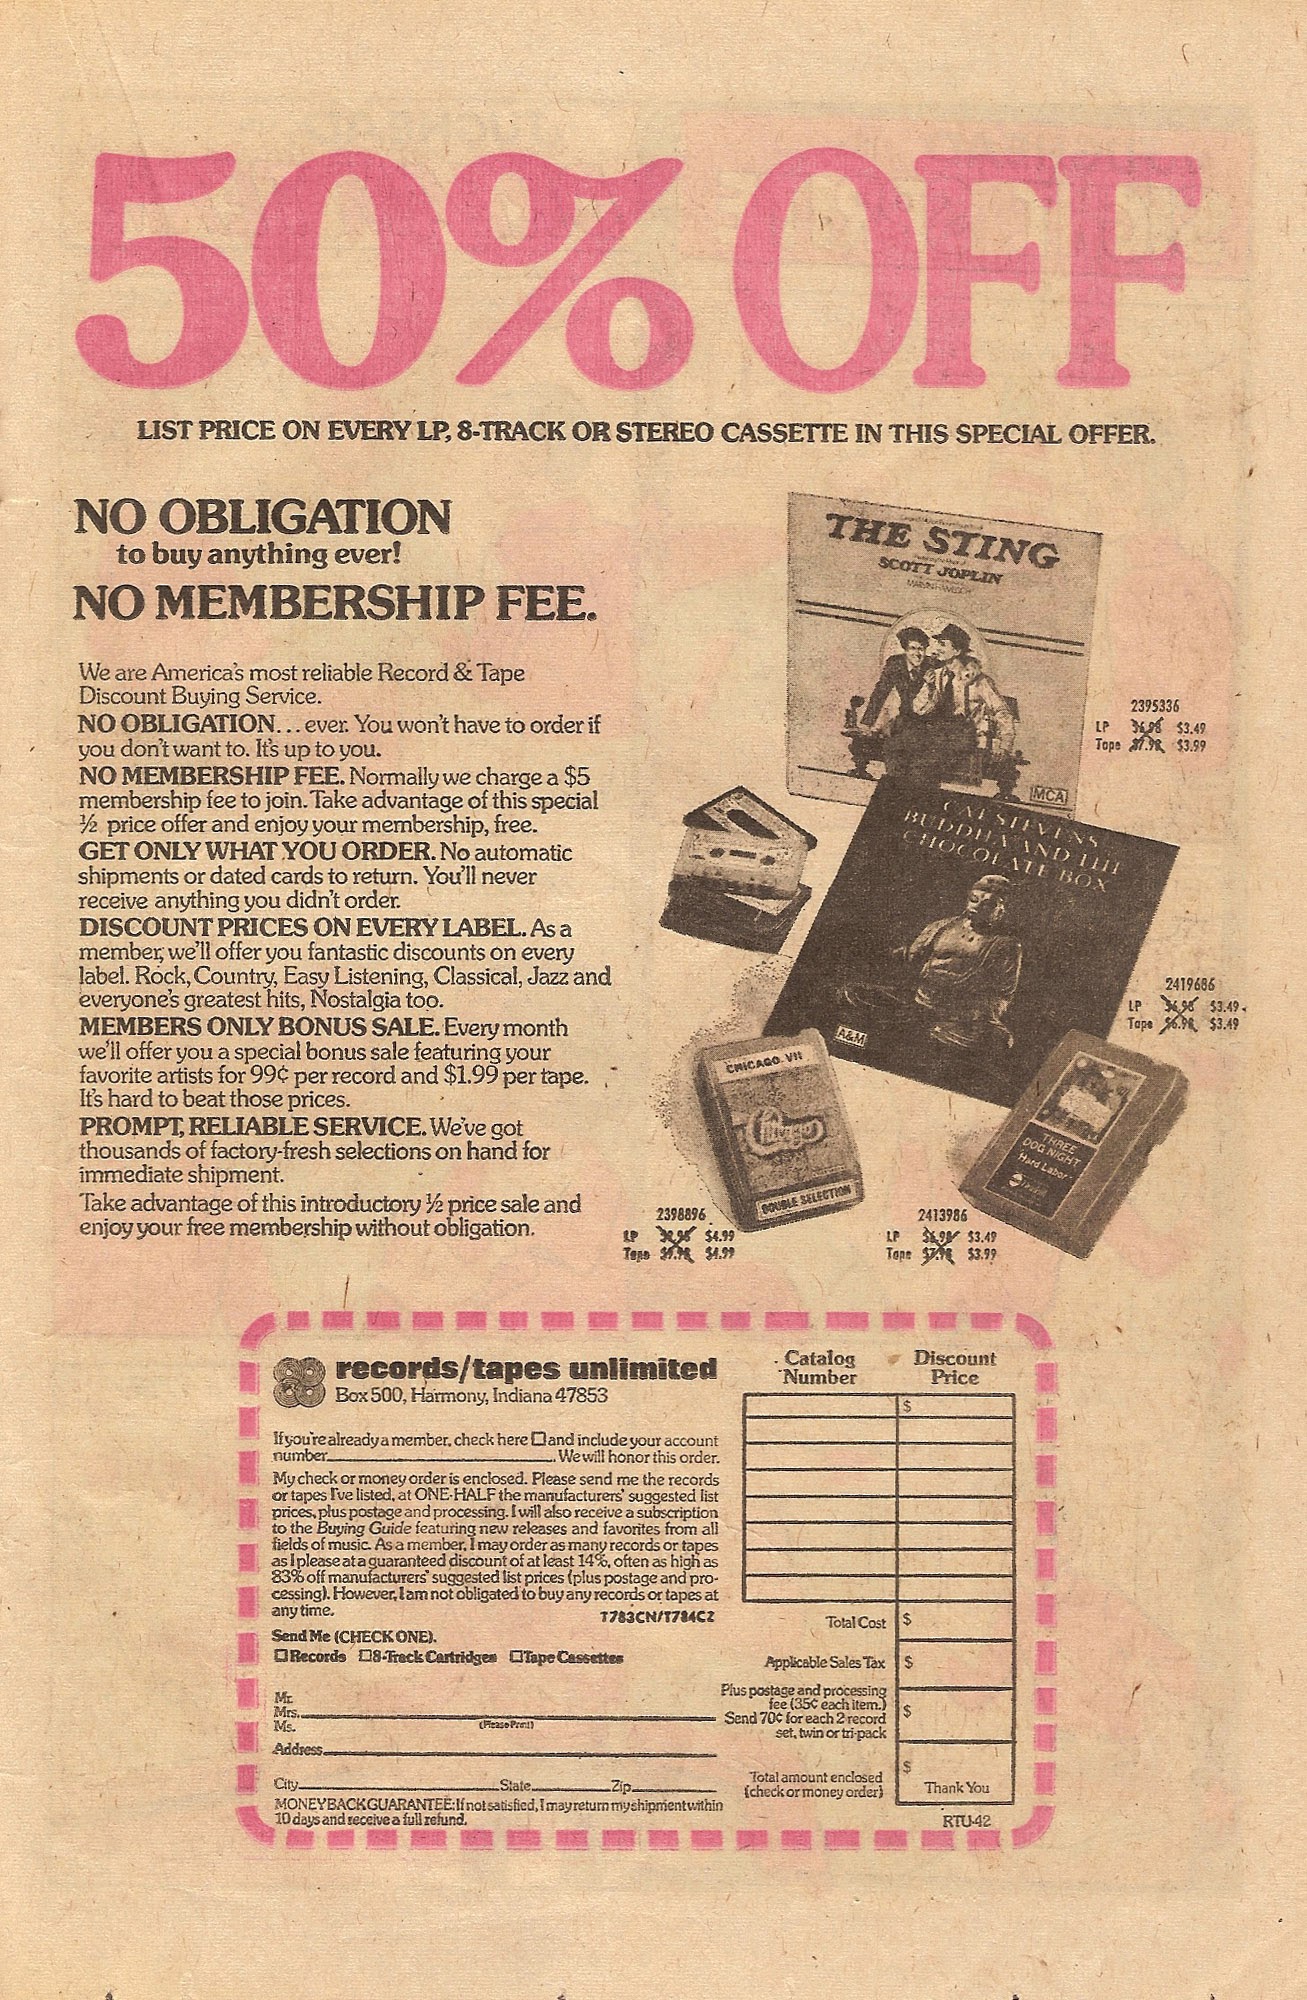 50% OFF
LIST PRICE ON EVERY LP, 8-TRACK OR STEREO CASSETTE IN THIS SPECIAL OFFER.
NO OBLIGATION
to buy anything ever!
NO MEMBERSHIP FEE.
We are America's most reliable Record & Tape
Discount Buying Service.
NO OBLIGATION...ever. You won't have to order if
you don't want to. It's up to you.
NO MEMBERSHIP FEE. Normally we charge a $5
membership fee to join. Take advantage of this special
½ price offer and enjoy your membership, free.
GET ONLY WHAT YOU ORDER. No automatic
shipments or dated cards to return. You'll never
receive anything you didn't order.
DISCOUNT PRICES ON EVERY LABEL. As a
member, we'll offer you fantastic discounts on every
label. Rock, Country, Easy Listening, Classical, Jazz and
everyone's greatest hits, Nostalgia too.
MEMBERS ONLY BONUS SALE. Every month
we'll offer you a special bonus sale featuring your
favorite artists for 99¢ per record and $1.99 per tape.
It's hard to beat those prices.
PROMPT, RELIABLE SERVICE. We've got
thousands of factory-fresh selections on hand for
immediate shipment.
Take advantage of this introductory ½ price sale and
enjoy your free membership without obligation.
THE STING
SCOTT JOPLIN
MARVIN HAMLISCH
MCA
2395336
LP $6.98 $3.49
Tape $7.98 $3.99
CAT STEVENS
BUDDHA AND THE
CHOCOLATE BOX
A&M
2419686
LP $6.98 $3.49
Tape $6.98 $3.49
CHICAGO VII
Chicago
DOUBLE SELECTION
2398896
LP $9.98 $4.99
Tape $9.98 $4.99
THREE
DOG NIGHT
Hard Labor
2413986
LP $6.98 $3.49
Tape $7.98 $3.99
records/tapes unlimited
Box 500, Harmony, Indiana 47853
If you're already a member, check here and include your account
number. We will honor this order.
My check or money order is enclosed. Please send me the records
or tapes I've listed, at ONE-HALF the manufacturers' suggested list
prices, plus postage and processing. I will also receive a subscription
to the Buying Guide featuring new releases and favorites from all
fields of music. As a member, I may order as many records or tapes
as I please at a guaranteed discount of at least 14%, often as high as
83% off manufacturers' suggested list prices (plus postage and pro-
cessing). However, I am not obligated to buy any records or tapes at
any time. T783CN/T784C2
Send Me (CHECK ONE).
Records 8-Track Cartridges Tape Cassettes
Mr.
Mrs.
Ms. (Please Print)
Address
City State Zip
MONEY BACK GUARANTEE: If not satisfied, I may return my shipment within
10 days and receive a full refund.
Catalog Number
Discount Price
$
Total Cost $
Applicable Sales Tax $
Plus postage and processing
fee (35¢ each item.) $
Send 70¢ for each 2-record
set, twin or tri-pack
Total amount enclosed $
(check or money order) Thank You
RTU-42